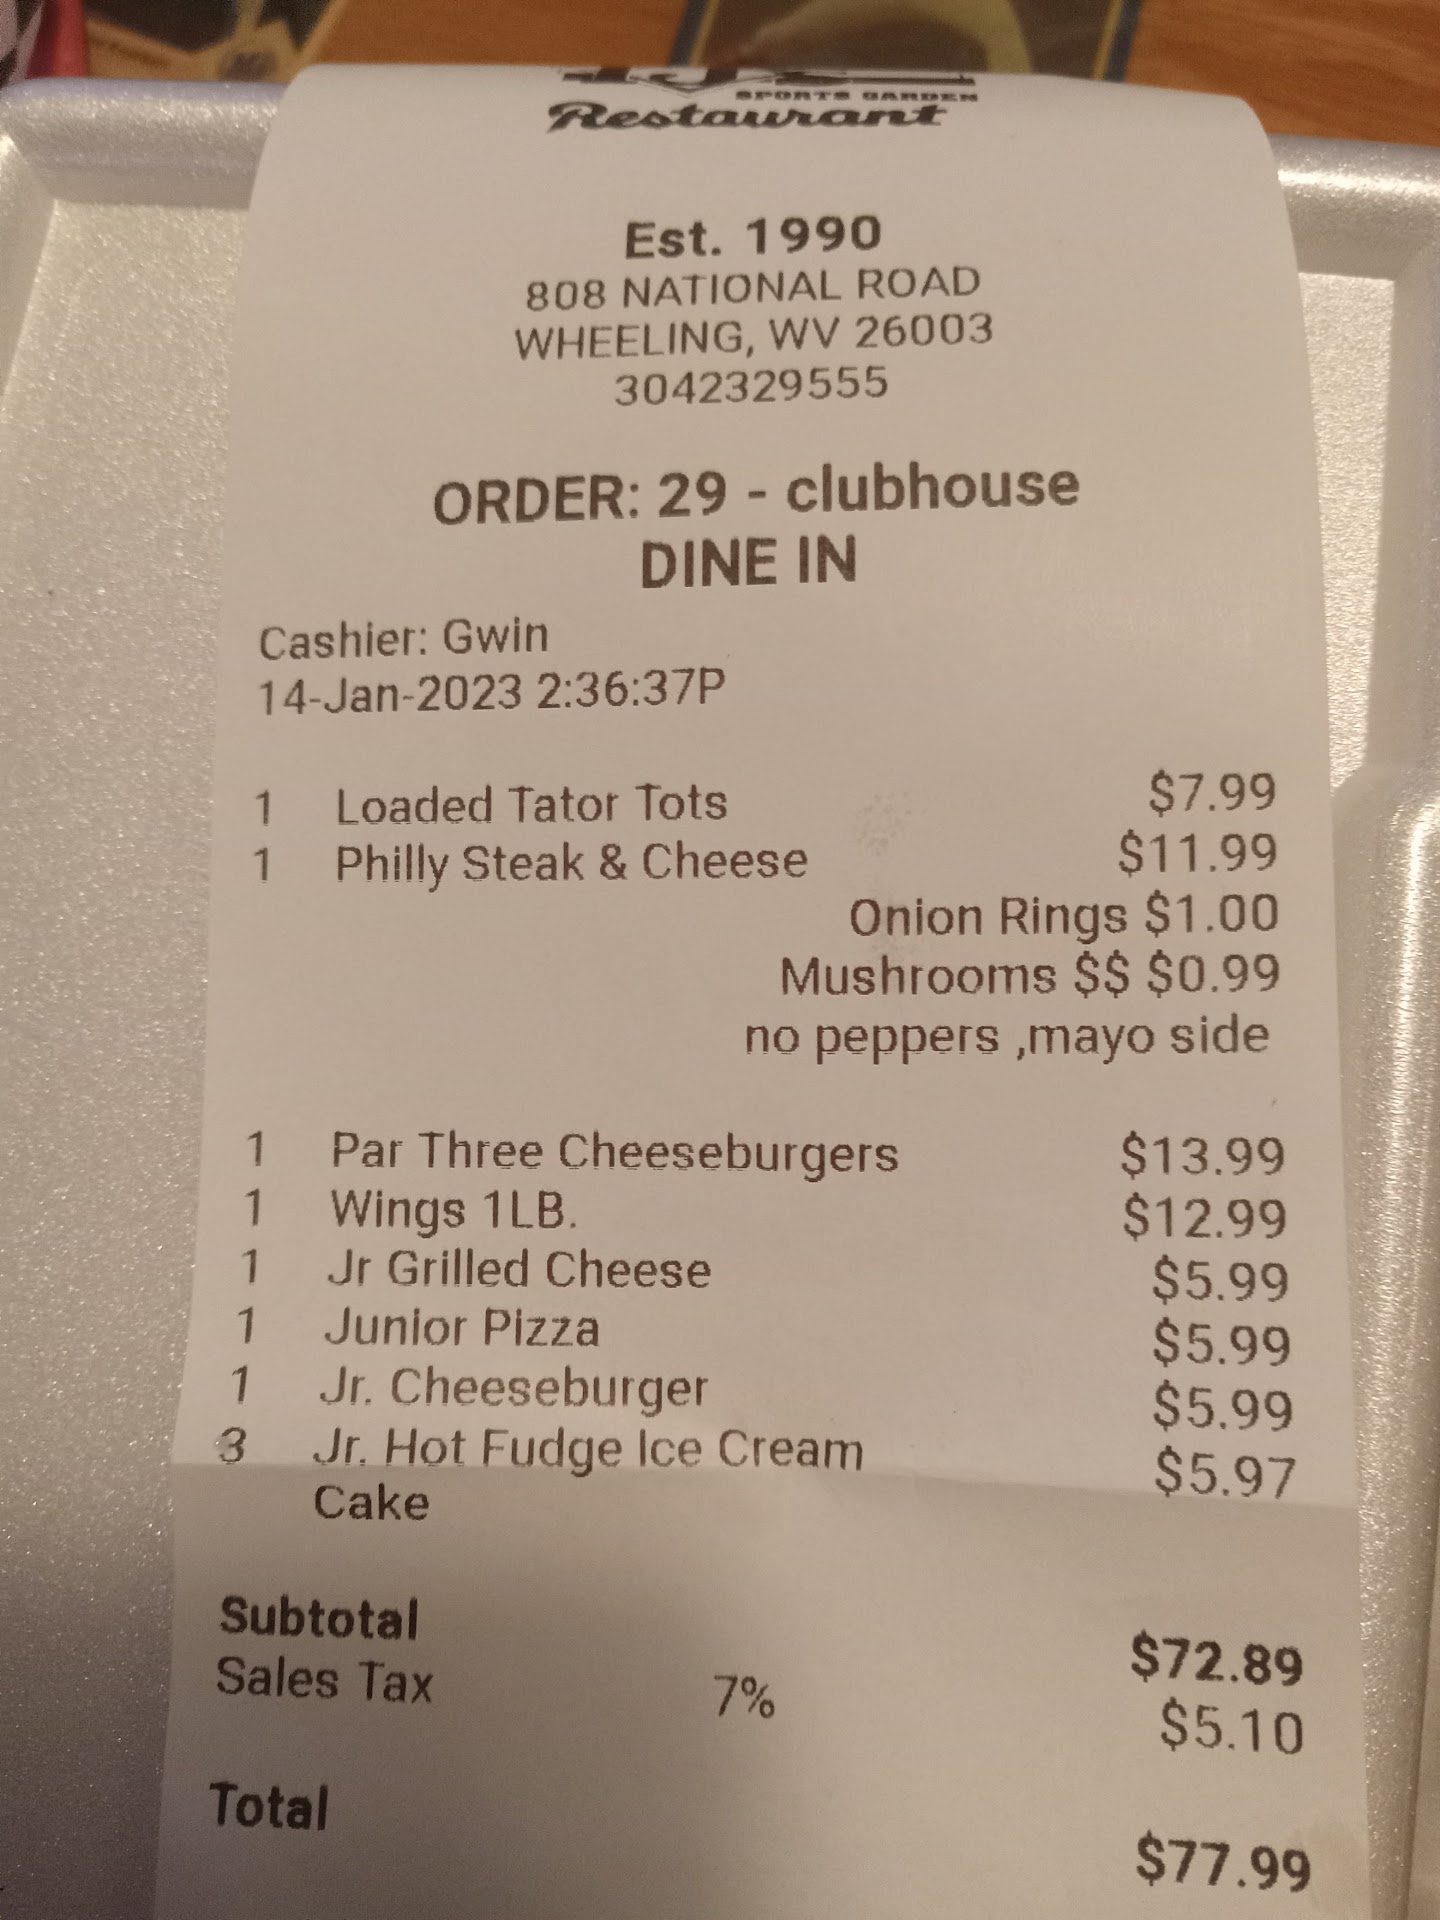 SPORTS GARDEN
Restaurant
Est. 1990
808 NATIONAL ROAD
WHEELING, WV 26003
3042329555
ORDER: 29 - clubhouse
DINE IN
Cashier: Gwin
14-Jan-2023 2:36:37P
1 Loaded Tator Tots $7.99
1 Philly Steak & Cheese $11.99
Onion Rings $1.00
Mushrooms $$ $0.99
no peppers ,mayo side
1 Par Three Cheeseburgers $13.99
1 Wings 1LB. $12.99
1 Jr Grilled Cheese $5.99
1 Junior Pizza $5.99
1 Jr. Cheeseburger $5.99
3 Jr. Hot Fudge Ice Cream $5.97
Cake
Subtotal $72.89
Sales Tax 7% $5.10
Total $77.99